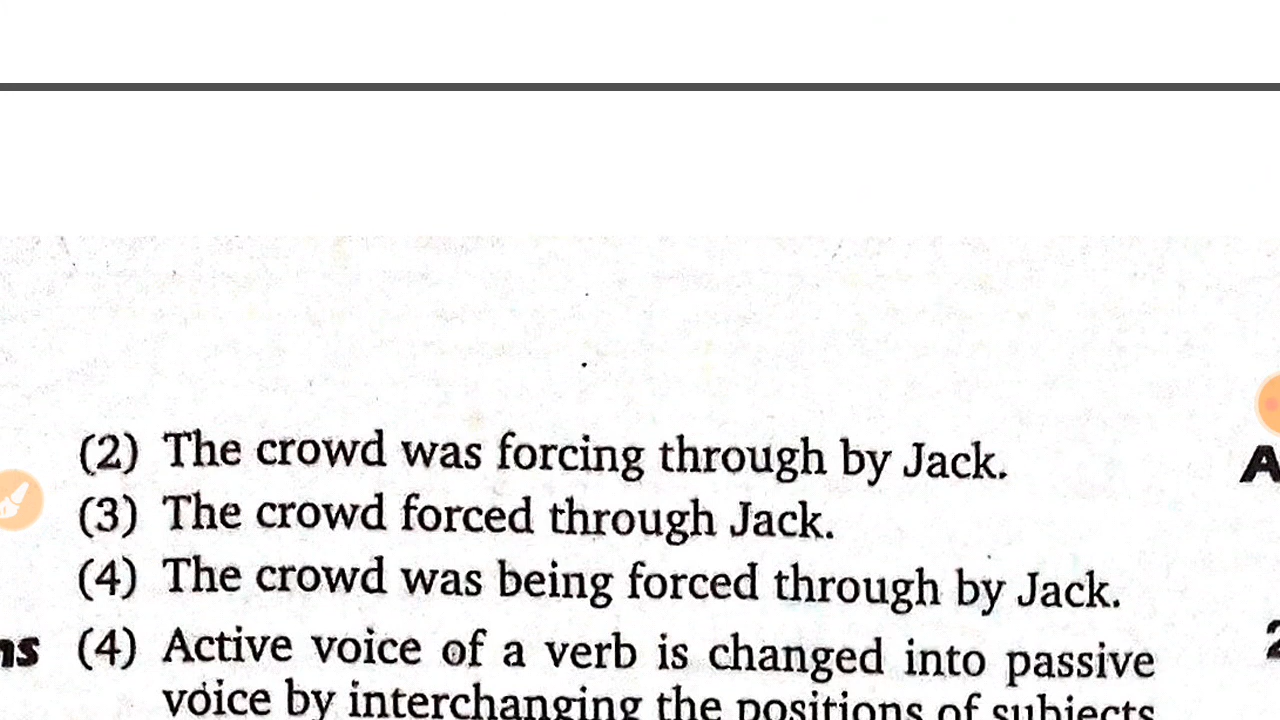 (2) The crowd was forcing through by Jack.
(3) The crowd forced through Jack.
(4) The crowd was being forced through by Jack.
ns (4) Active voice of a verb is changed into passive
voice by interchanging the positions of subjects
A
2